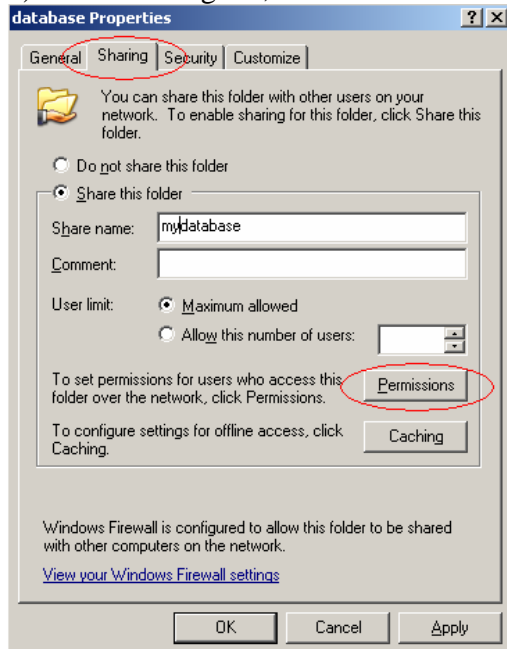 database Properties
General Sharing Security Customize
You can share this folder with other users on your
network. To enable sharing for this folder, click Share this
folder.
Do not share this folder
Share this folder
Share name: mydatabase
Comment:
User limit: Maximum allowed
Allow this number of users:
To set permissions for users who access this
folder over the network, click Permissions.
Permissions
To configure settings for offline access, click
Caching.
Caching
Windows Firewall is configured to allow this folder to be shared
with other computers on the network.
View your Windows Firewall settings
OK Cancel Apply